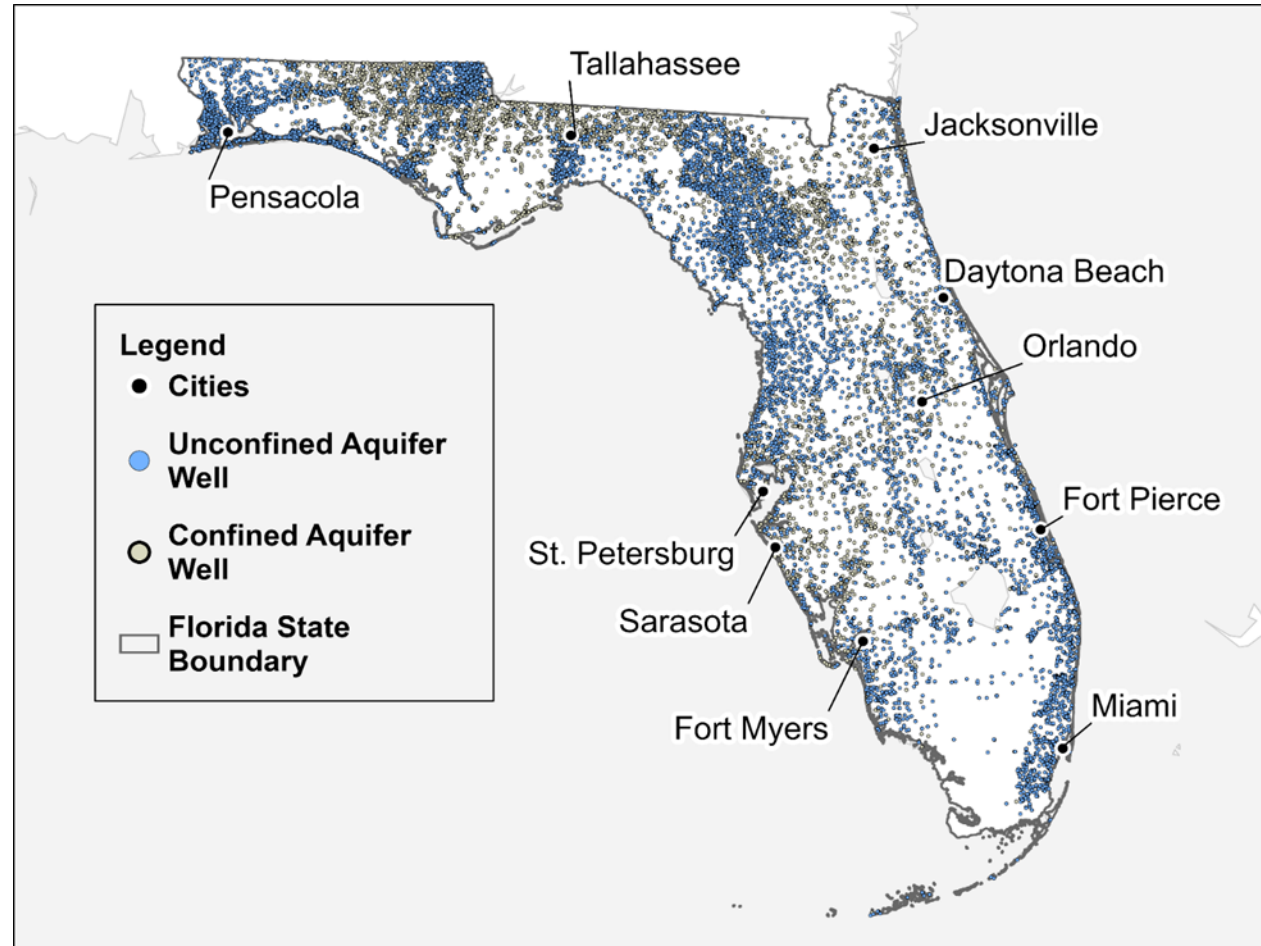 Tallahassee
Jacksonville
Pensacola
Daytona Beach
Orlando
Legend
Cities
Unconfined Aquifer
Well
Confined Aquifer
Well
Florida State
Boundary
Fort Pierce
St. Petersburg
Sarasota
Miami
Fort Myers